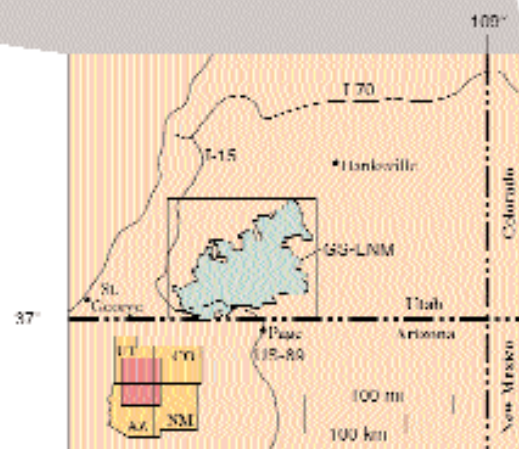 109°
I 70
I-15
Hanksville
Colorado
GS-ENM
St.
George
37°
Utah
Arizona
Page
US-89
UT
CO
AZ
NM
New Mexico
100 mi
100 km